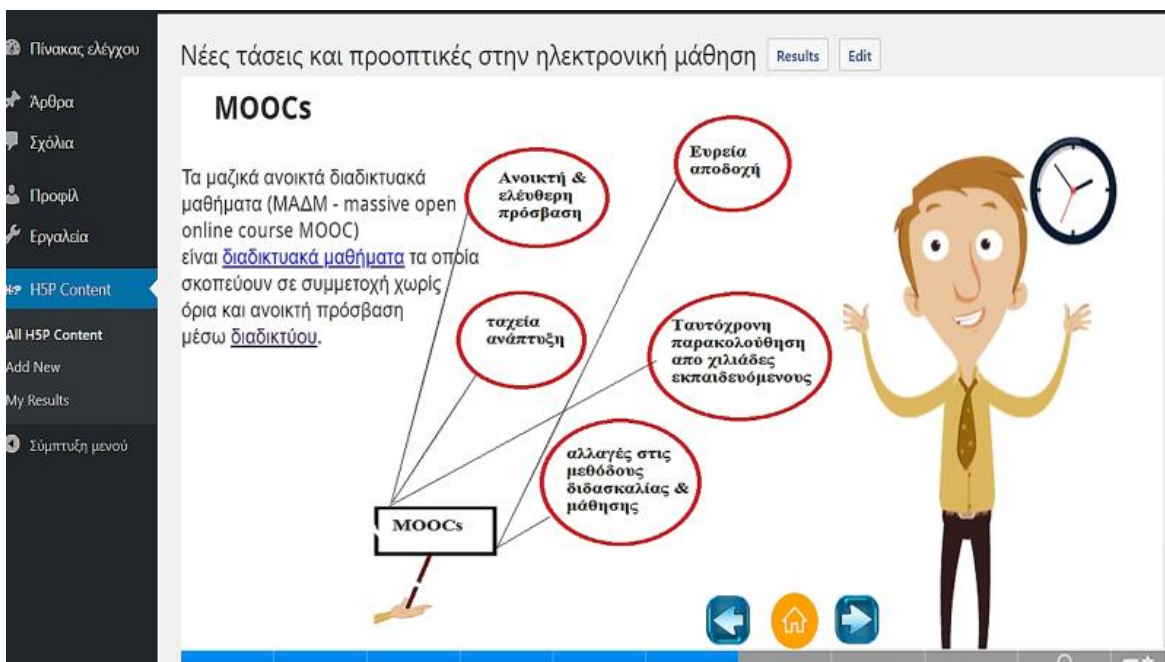 Πίνακας ελέγχου
Άρθρα
Σχόλια
Προφίλ
Εργαλεία
H5P Content
All H5P Content
Add New
My Results
Σύμπτυξη μενού
Νέες τάσεις και προοπτικές στην ηλεκτρονική μάθηση
Results
Edit
MOOCs
Τα μαζικά ανοικτά διαδικτυακά
μαθήματα (ΜΑΔΜ - massive open
online course MOOC)
είναι διαδικτυακά μαθήματα τα οποία
σκοπεύουν σε συμμετοχή χωρίς
όρια και ανοικτή πρόσβαση
μέσω διαδικτύου.
Ανοικτή &
ελεύθερη
πρόσβαση
Ευρεία
αποδοχή
ταχεία
ανάπτυξη
Ταυτόχρονη
παρακολούθηση
απο χιλιάδες
εκπαιδευόμενους
αλλαγές στις
μεθόδους
διδασκαλίας &
μάθησης
MOOCs